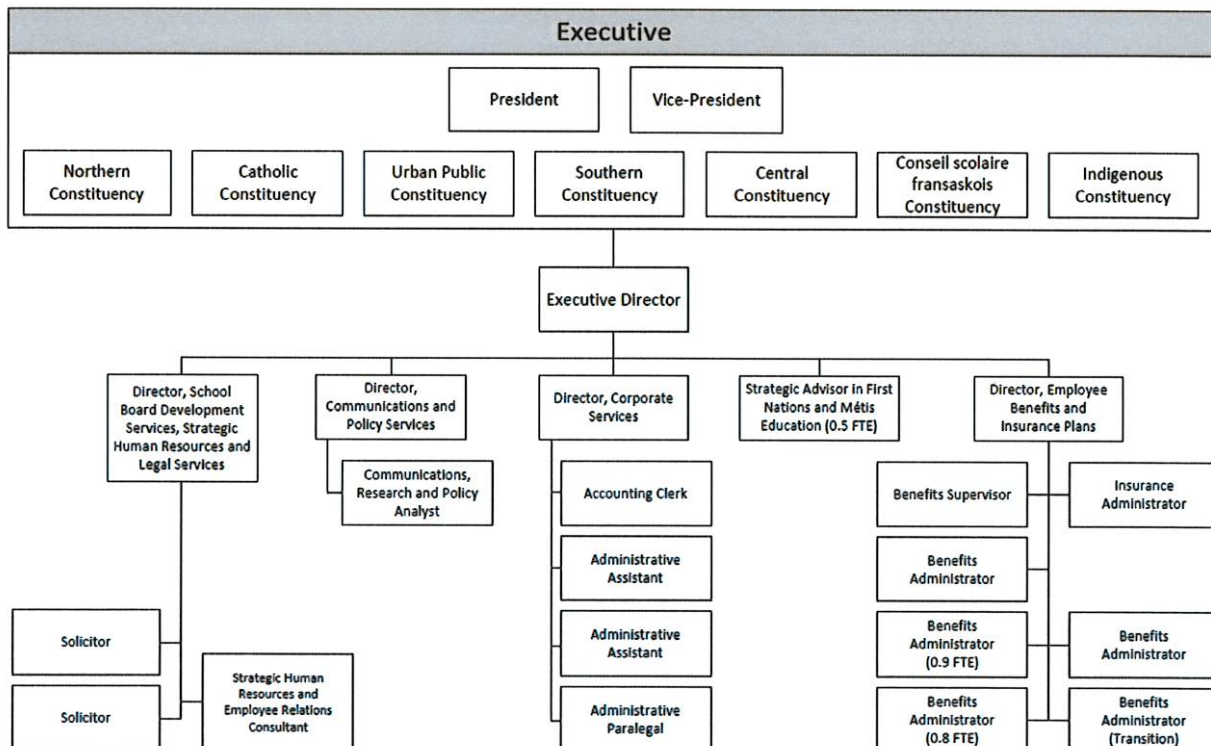 Executive
President
Vice-President
Northern
Constituency
Catholic
Constituency
Urban Public
Constituency
Southern
Constituency
Central
Constituency
Conseil scolaire
fransaskois
Constituency
Indigenous
Constituency
Executive Director
Director, School
Board Development
Services, Strategic
Human Resources and
Legal Services
Director,
Communications and
Policy Services
Director, Corporate
Services
Strategic Advisor in First
Nations and Métis
Education (0.5 FTE)
Director, Employee
Benefits and
Insurance Plans
Communications,
Research and Policy
Analyst
Accounting Clerk
Benefits Supervisor
Insurance
Administrator
Administrative
Assistant
Benefits
Administrator
Solicitor
Administrative
Assistant
Benefits
Administrator
(0.9 FTE)
Benefits
Administrator
Solicitor
Strategic Human
Resources and
Employee Relations
Consultant
Administrative
Paralegal
Benefits
Administrator
(0.8 FTE)
Benefits
Administrator
(Transition)